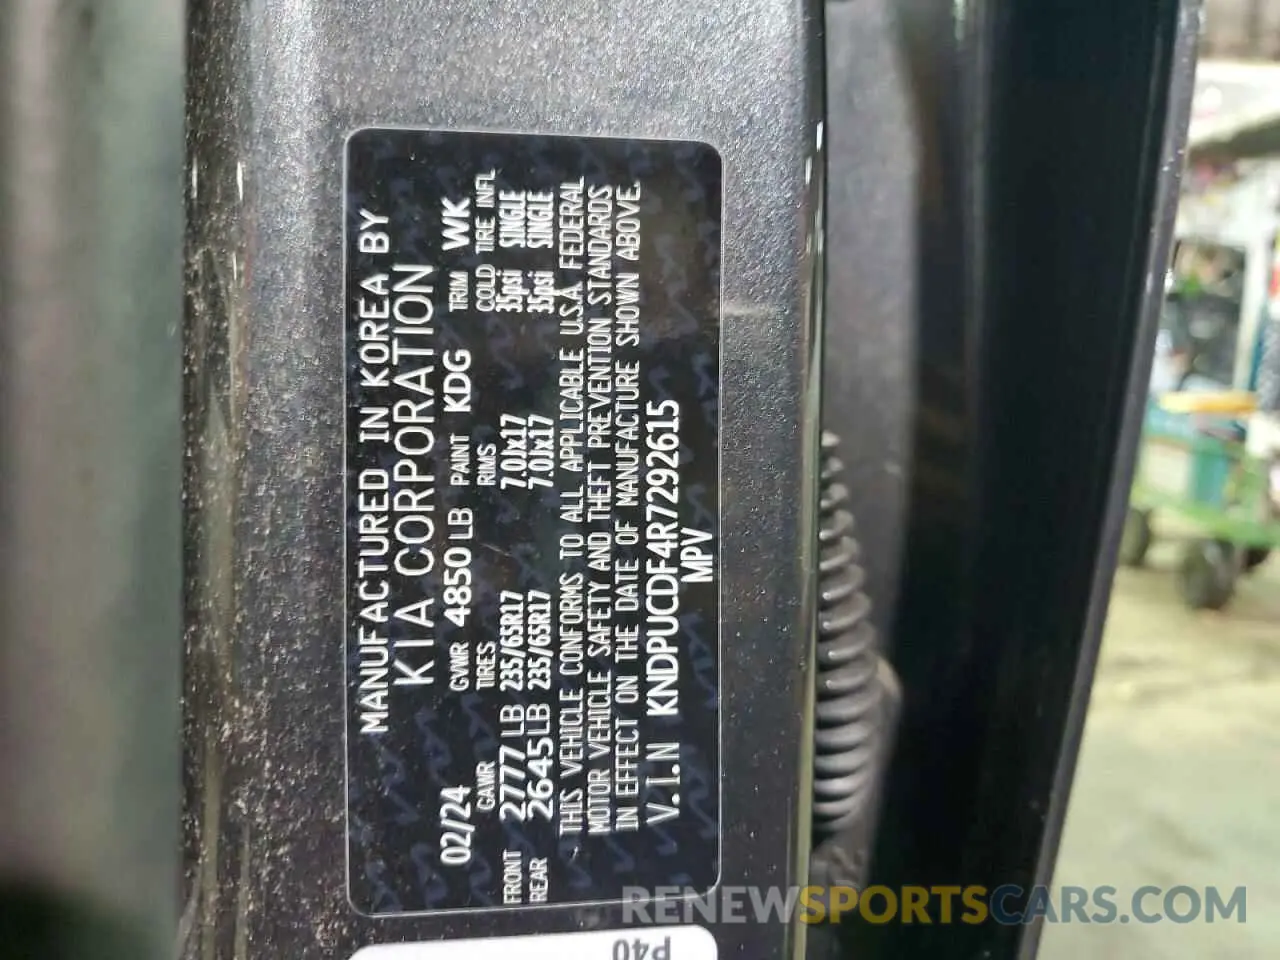 MANUFACTURED IN KOREA BY
KIA CORPORATION
02/24 GVWR 4850 LB PAINT KDG TRIM WK
GAWR TIRES RIMS COLD TIRE INFL
FRONT 2777 LB 235/65R17 7.0Jx17 35psi SINGLE
REAR 2645 LB 235/65R17 7.0Jx17 35psi SINGLE
THIS VEHICLE CONFORMS TO ALL APPLICABLE U.S.A. FEDERAL
MOTOR VEHICLE SAFETY AND THEFT PREVENTION STANDARDS
IN EFFECT ON THE DATE OF MANUFACTURE SHOWN ABOVE.
V.I.N KNDPUCDF4R7292615
MPV
P40
RENEWSPORTSCARS.COM